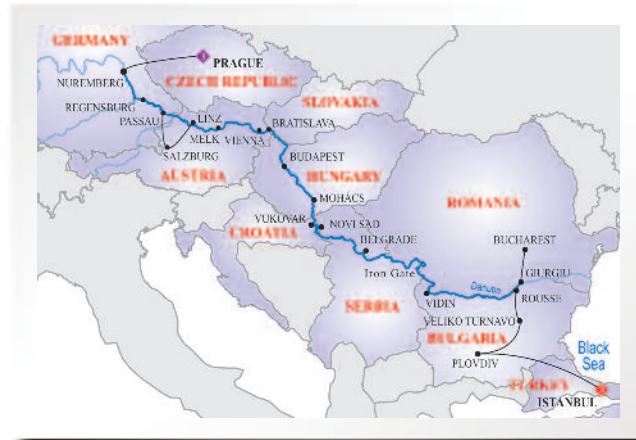 GERMANY
PRAGUE
NUREMBERG
CZECH REPUBLIC
REGENSBURG
SLOVAKIA
PASSAU
LINZ
BRATISLAVA
MELK
VIENNA
SALZBURG
BUDAPEST
AUSTRIA
HUNGARY
MOHÁCS
ROMANIA
VUKOVAR
NOVI SAD
CROATIA
BELGRADE
BUCHAREST
Iron Gate
GIURGIU
Danube
VIDIN
ROUSSE
SERBIA
VELIKO TURNAVO
BULGARIA
Black
Sea
PLOVDIV
TURKEY
ISTANBUL